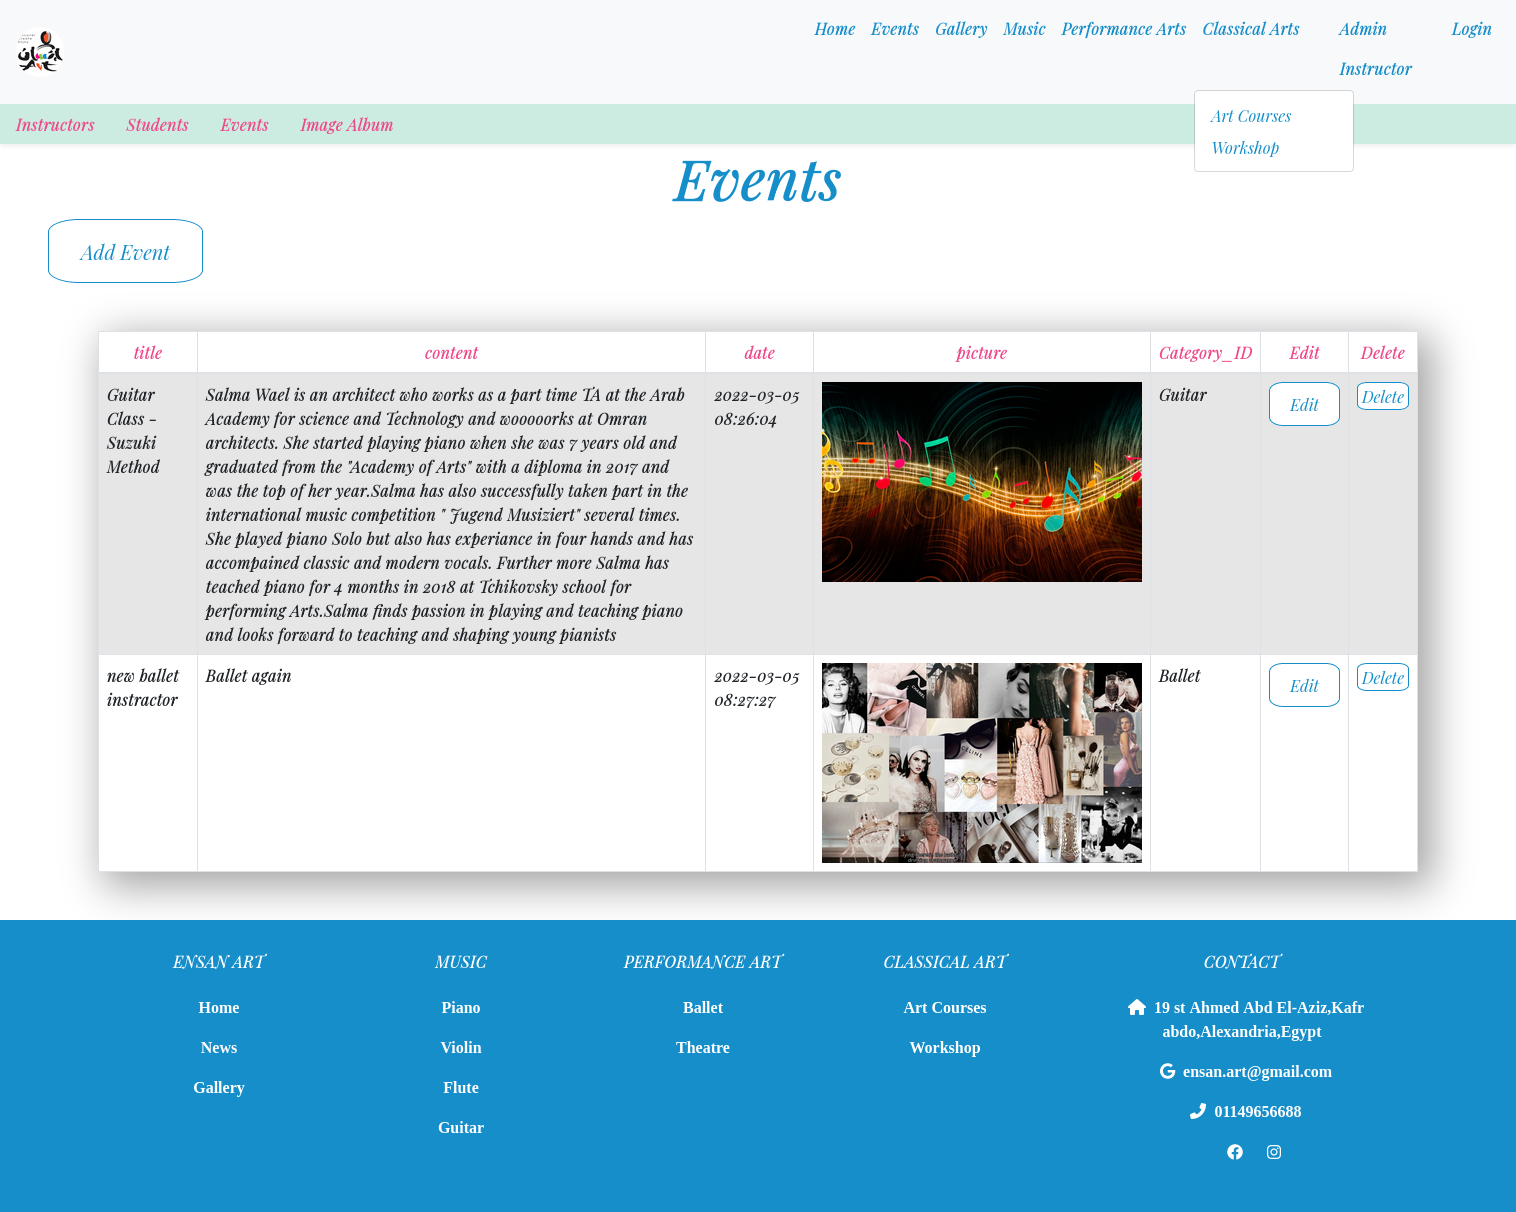 انسان
ART
Home Events Gallery Music Performance Arts Classical Arts Admin Login
Instructor
Art Courses
Workshop
Instructors Students Events Image Album
Events
Add Event
title content date picture Category_ID Edit Delete
Guitar
Class -
Suzuki
Method
Salma Wael is an architect who works as a part time TA at the Arab
Academy for science and Technology and wooooorks at Omran
architects. She started playing piano when she was 7 years old and
graduated from the "Academy of Arts" with a diploma in 2017 and
was the top of her year.Salma has also successfully taken part in the
international music competition " Jugend Musiziert" several times.
She played piano Solo but also has experiance in four hands and has
accompained classic and modern vocals. Further more Salma has
teached piano for 4 months in 2018 at Tchikovsky school for
performing Arts.Salma finds passion in playing and teaching piano
and looks forward to teaching and shaping young pianists
2022-03-05
08:26:04
Guitar
Edit
Delete
new ballet
instractor
Ballet again
2022-03-05
08:27:27
CELINE
VOGUE
Ballet
Edit
Delete
ENSAN ART
Home
News
Gallery
MUSIC
Piano
Violin
Flute
Guitar
PERFORMANCE ART
Ballet
Theatre
CLASSICAL ART
Art Courses
Workshop
CONTACT
19 st Ahmed Abd El-Aziz,Kafr
abdo,Alexandria,Egypt
ensan.art@gmail.com
01149656688